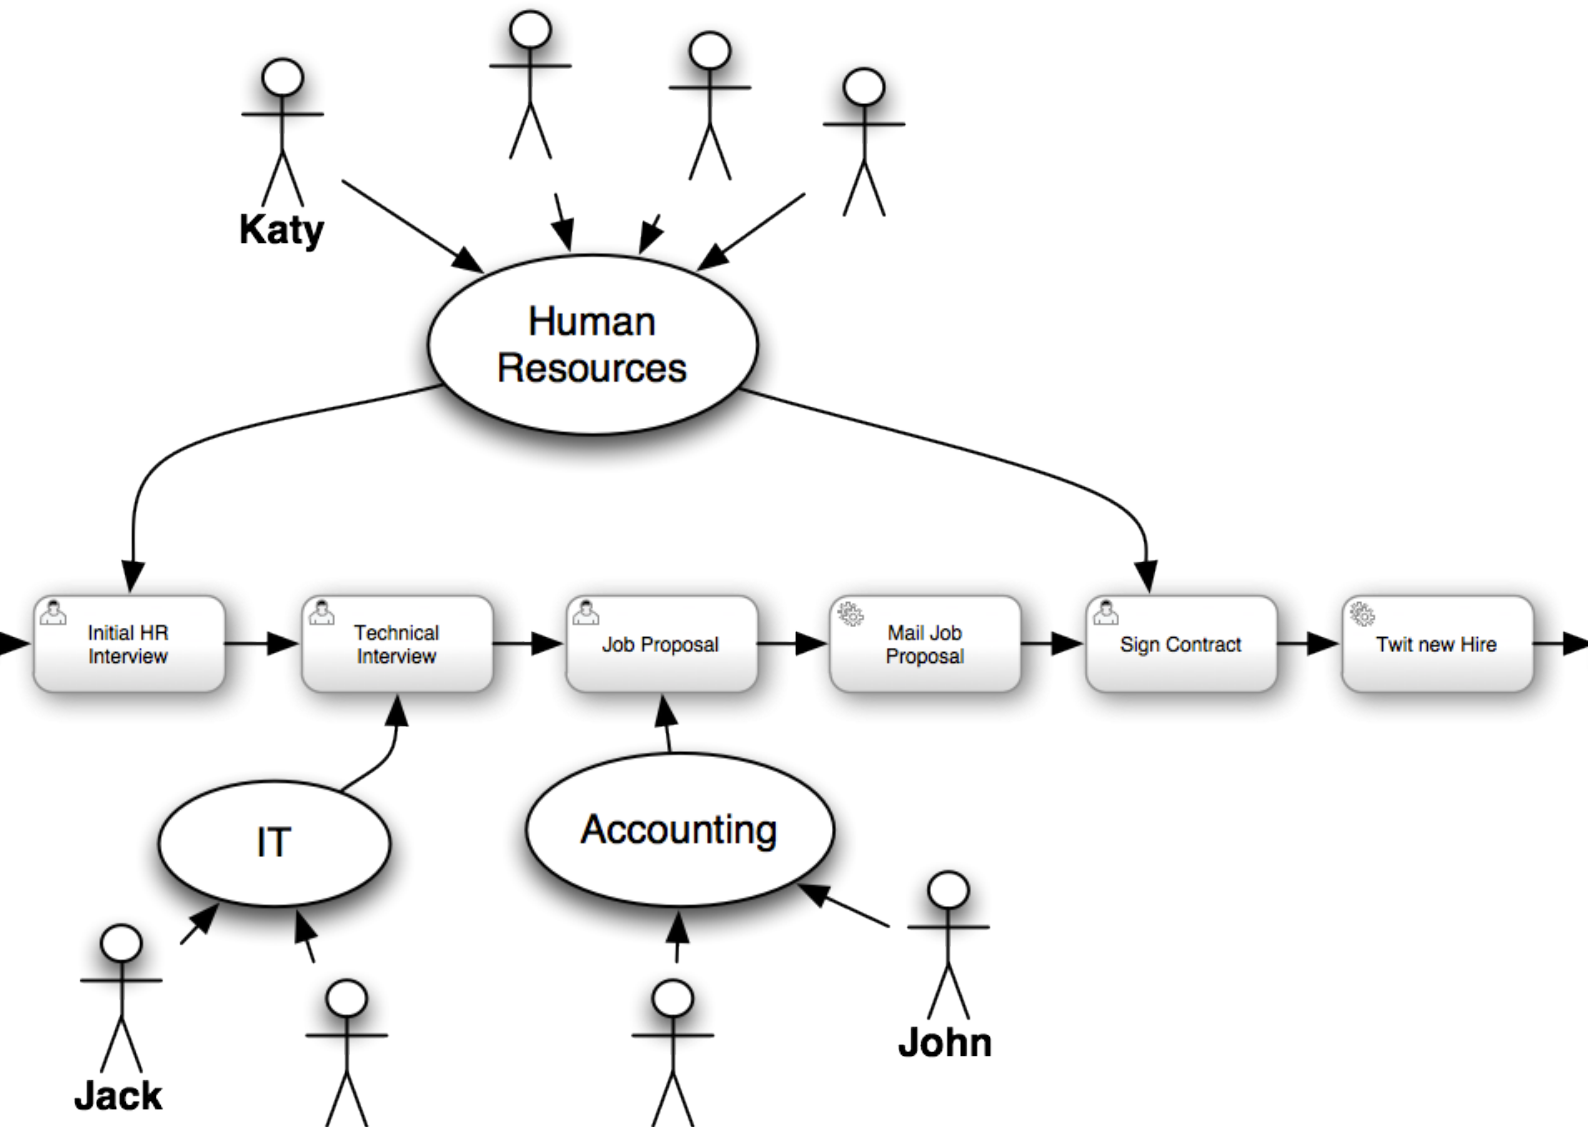 Katy
Human
Resources
Initial HR
Interview
Technical
Interview
Job Proposal
Mail Job
Proposal
Sign Contract
Twit new Hire
IT
Accounting
Jack
John